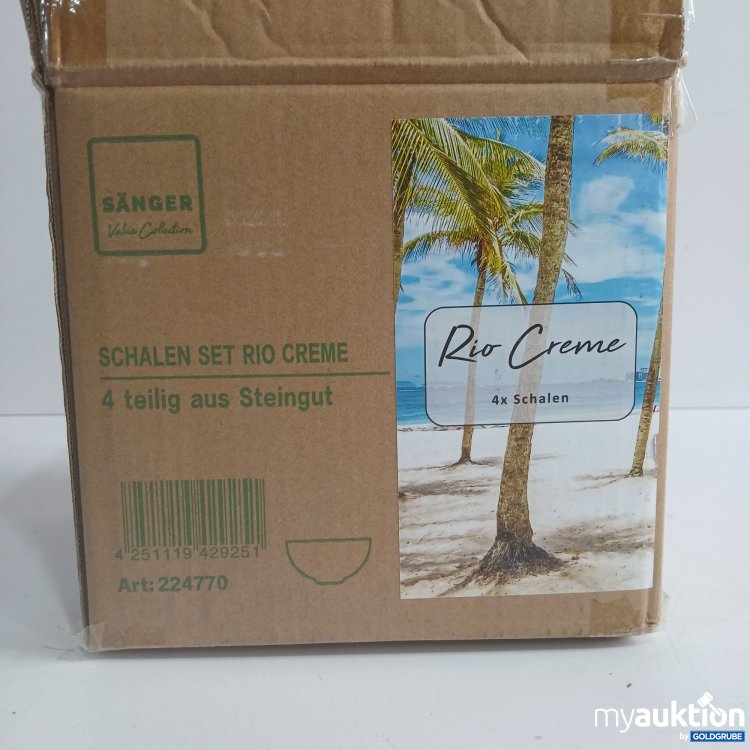 SÄNGER
Value Collection
SCHALEN SET RIO CREME
4 teilig aus Steingut
4 251119 429251
Art: 224770
Rio Creme
4x Schalen
myauktion
by GOLDGRUBE